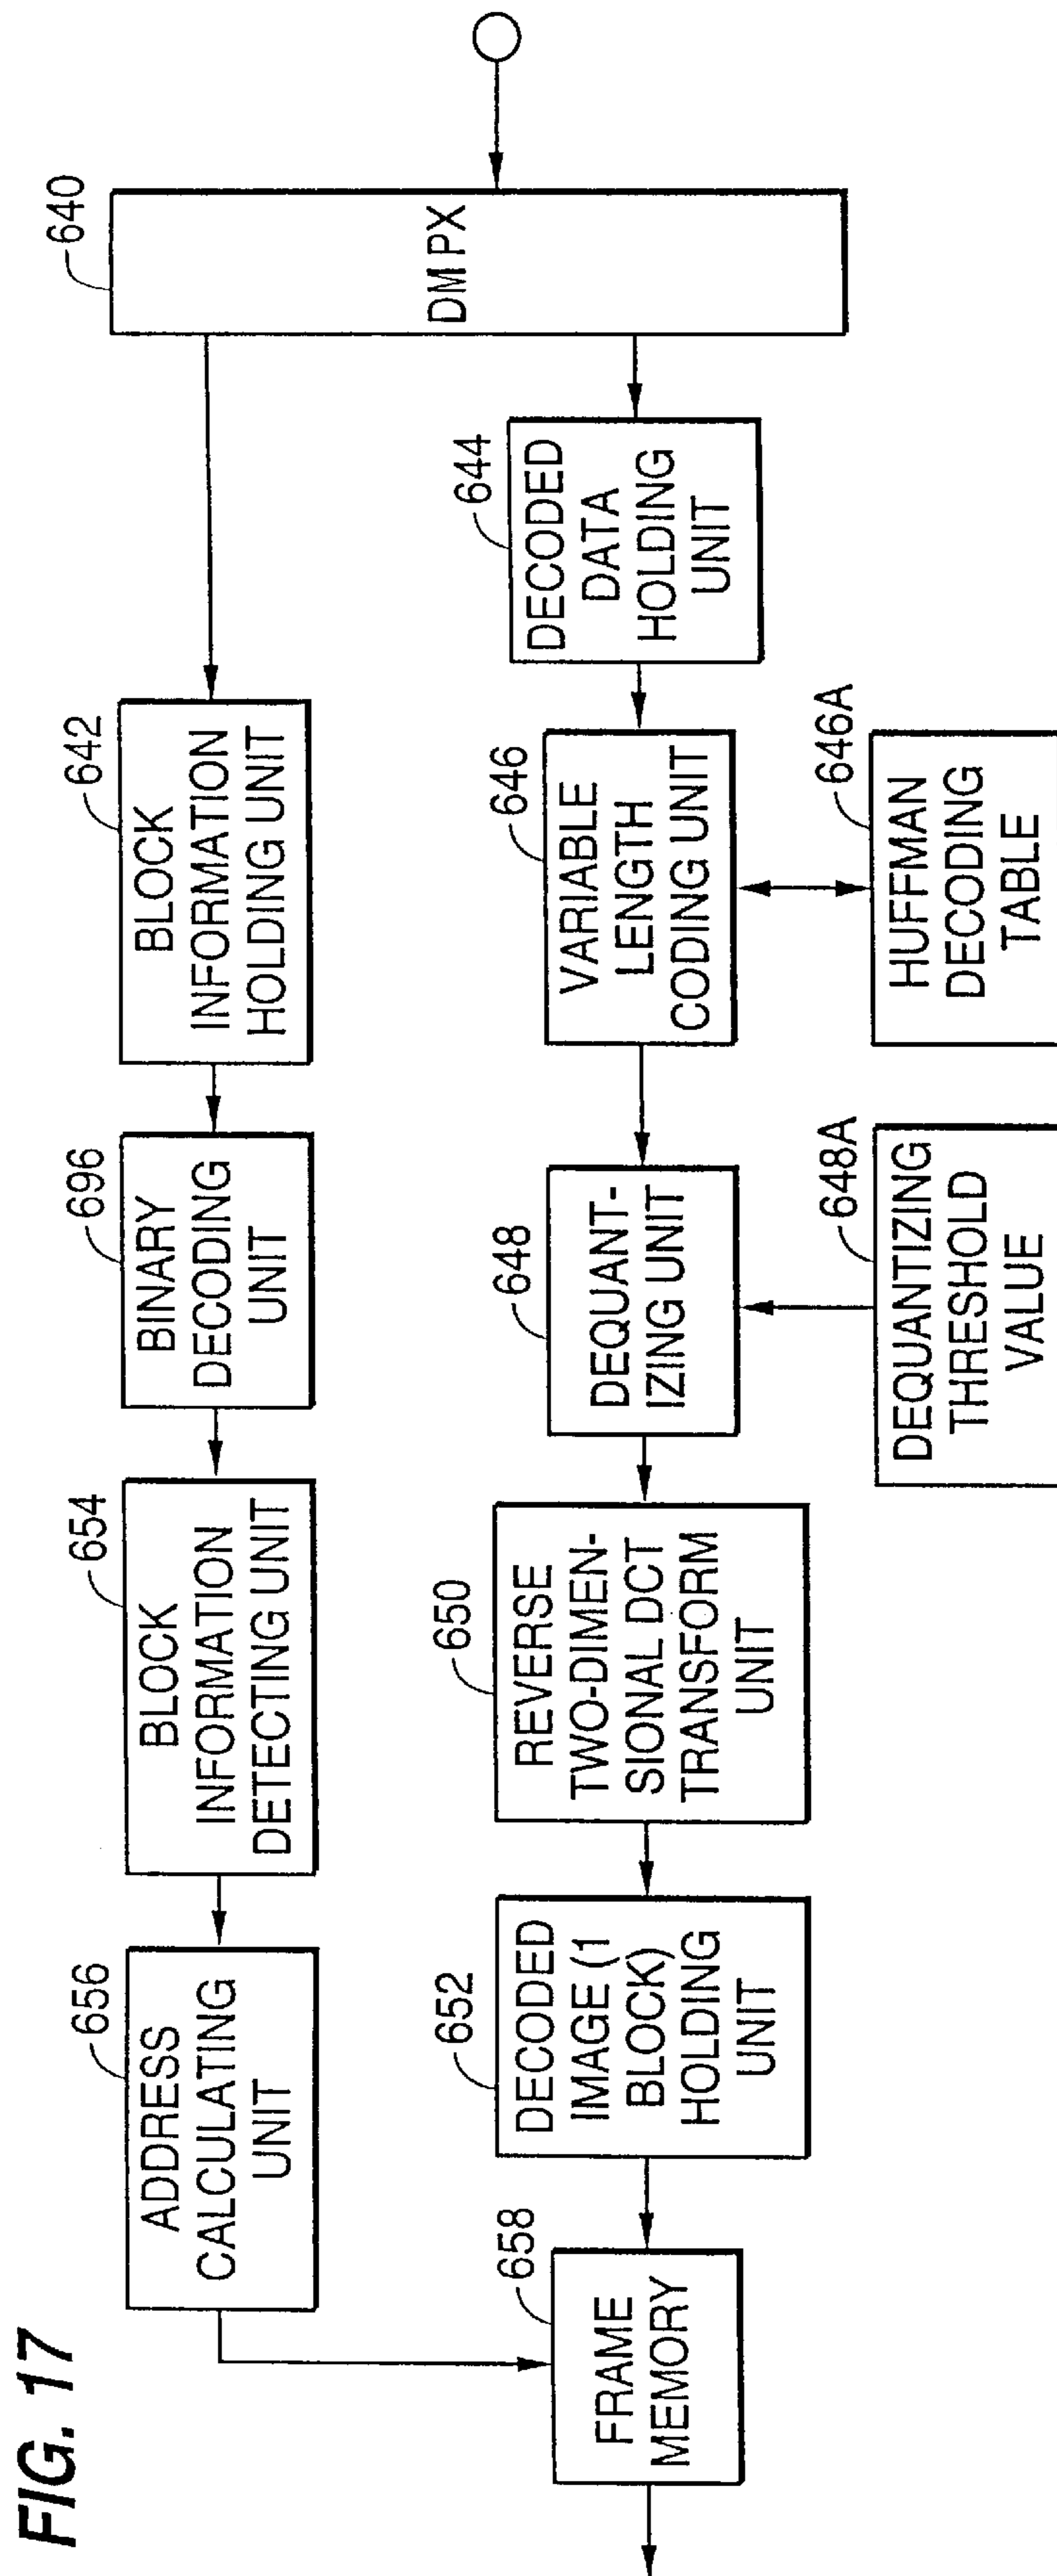 FIG. 17
656
ADDRESS
CALCULATING
UNIT
654
BLOCK
INFORMATION
DETECTING UNIT
696
BINARY
DECODING
UNIT
642
BLOCK
INFORMATION
HOLDING UNIT
640
DMPX
658
FRAME
MEMORY
652
DECODED
IMAGE (1
BLOCK)
HOLDING
UNIT
650
REVERSE
TWO-DIMEN-
SIONAL DCT
TRANSFORM
UNIT
648
DEQUANT-
IZING UNIT
646
VARIABLE
LENGTH
CODING UNIT
644
DECODED
DATA
HOLDING
UNIT
648A
DEQUANTIZING
THRESHOLD
VALUE
646A
HUFFMAN
DECODING
TABLE